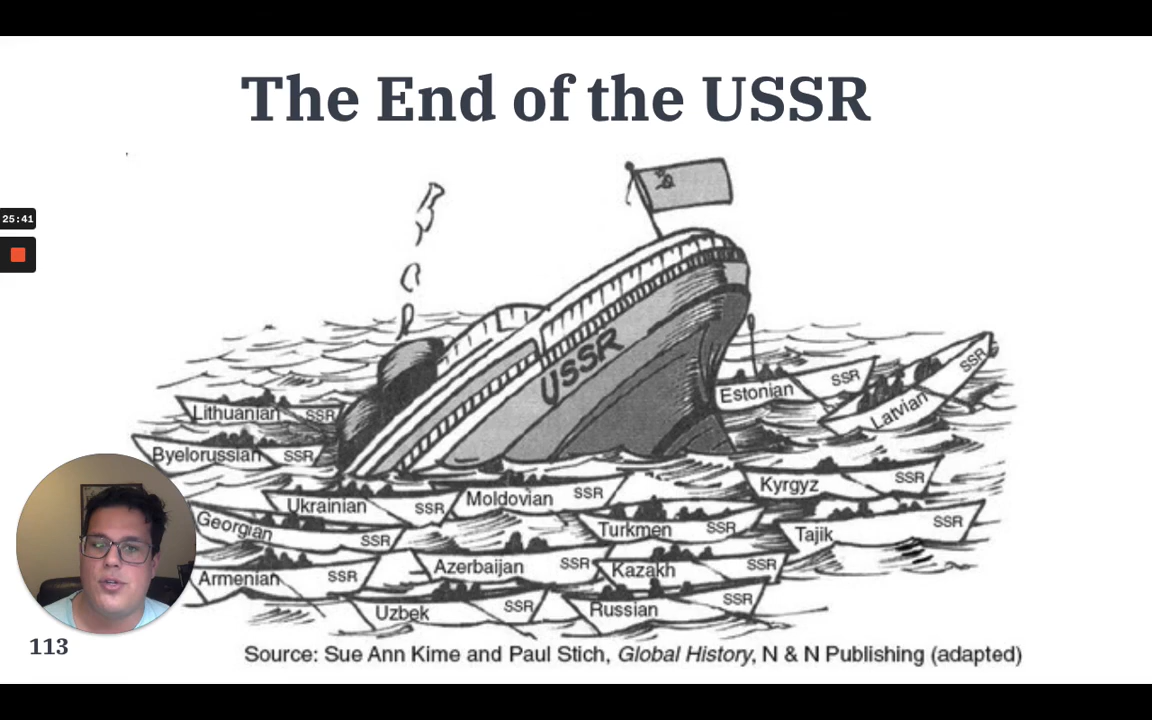 The End of the USSR
25:41
USSR
Lithuanian SSR
Estonian SSR
Latvian SSR
Byelorussian SSR
Ukrainian SSR
Moldovian SSR
Kyrgyz SSR
Georgian SSR
Turkmen SSR
Tajik SSR
Armenian SSR
Azerbaijan SSR
Kazakh SSR
Uzbek SSR
Russian SSR
113
Source: Sue Ann Kime and Paul Stich, Global History, N & N Publishing (adapted)